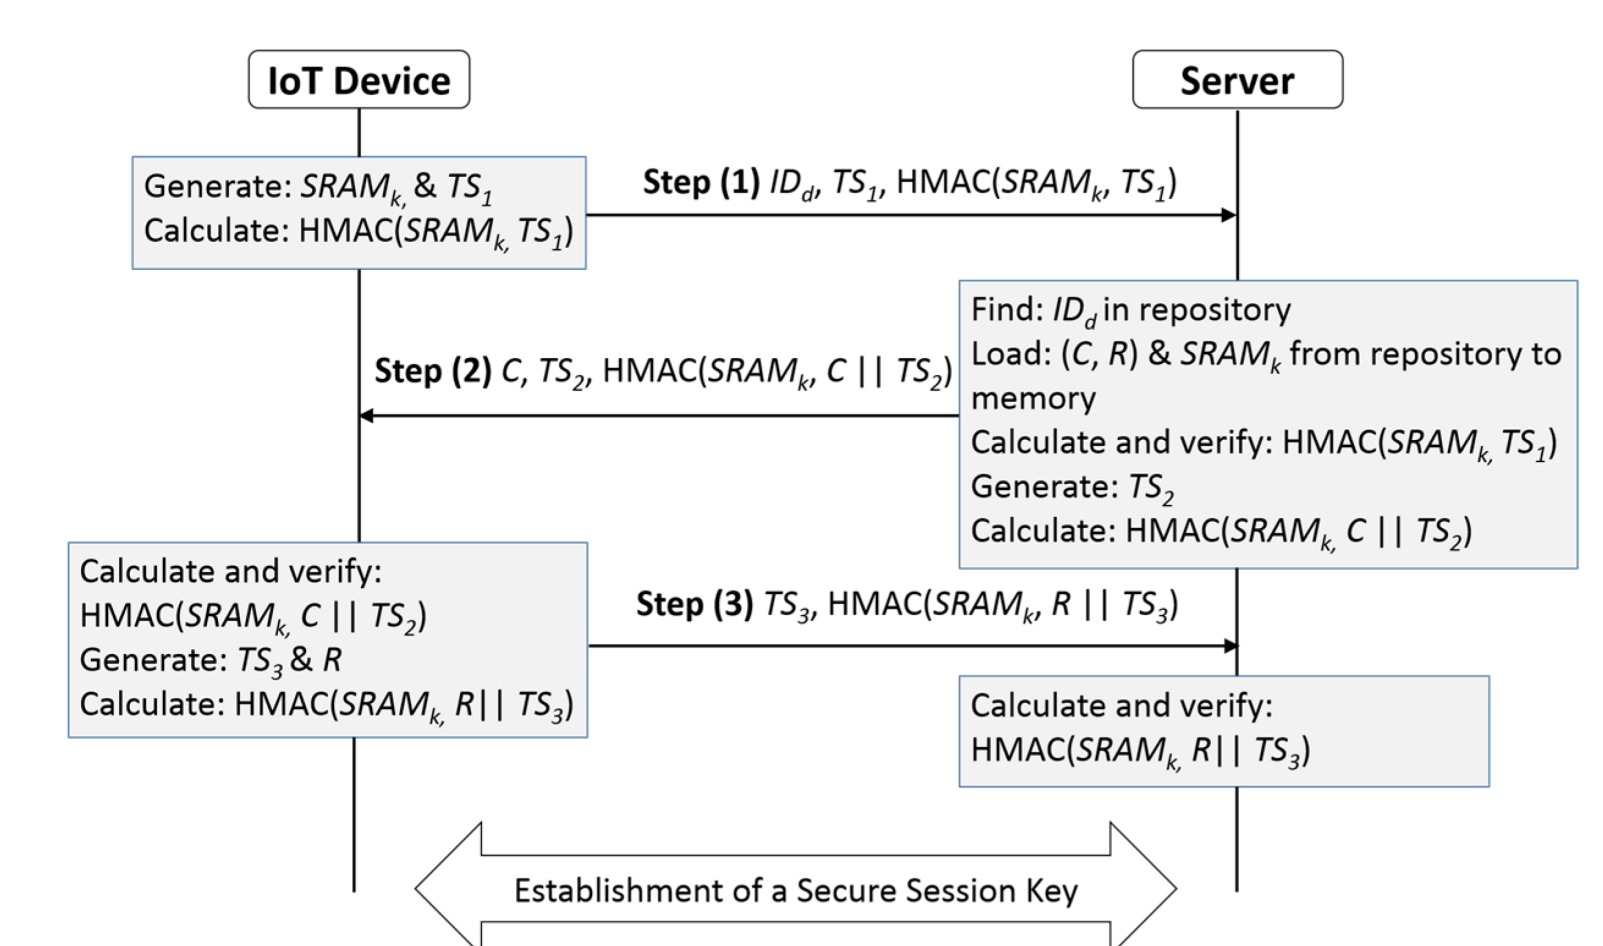 IoT Device
Server
Generate: SRAMₖ, & TS₁
Calculate: HMAC(SRAMₖ, TS₁)
Step (1) ID_d, TS₁, HMAC(SRAMₖ, TS₁)
Find: ID_d in repository
Load: (C, R) & SRAMₖ from repository to
memory
Calculate and verify: HMAC(SRAMₖ, TS₁)
Generate: TS₂
Calculate: HMAC(SRAMₖ, C || TS₂)
Step (2) C, TS₂, HMAC(SRAMₖ, C || TS₂)
Calculate and verify:
HMAC(SRAMₖ, C || TS₂)
Generate: TS₃ & R
Calculate: HMAC(SRAMₖ, R|| TS₃)
Step (3) TS₃, HMAC(SRAMₖ, R || TS₃)
Calculate and verify:
HMAC(SRAMₖ, R|| TS₃)
Establishment of a Secure Session Key